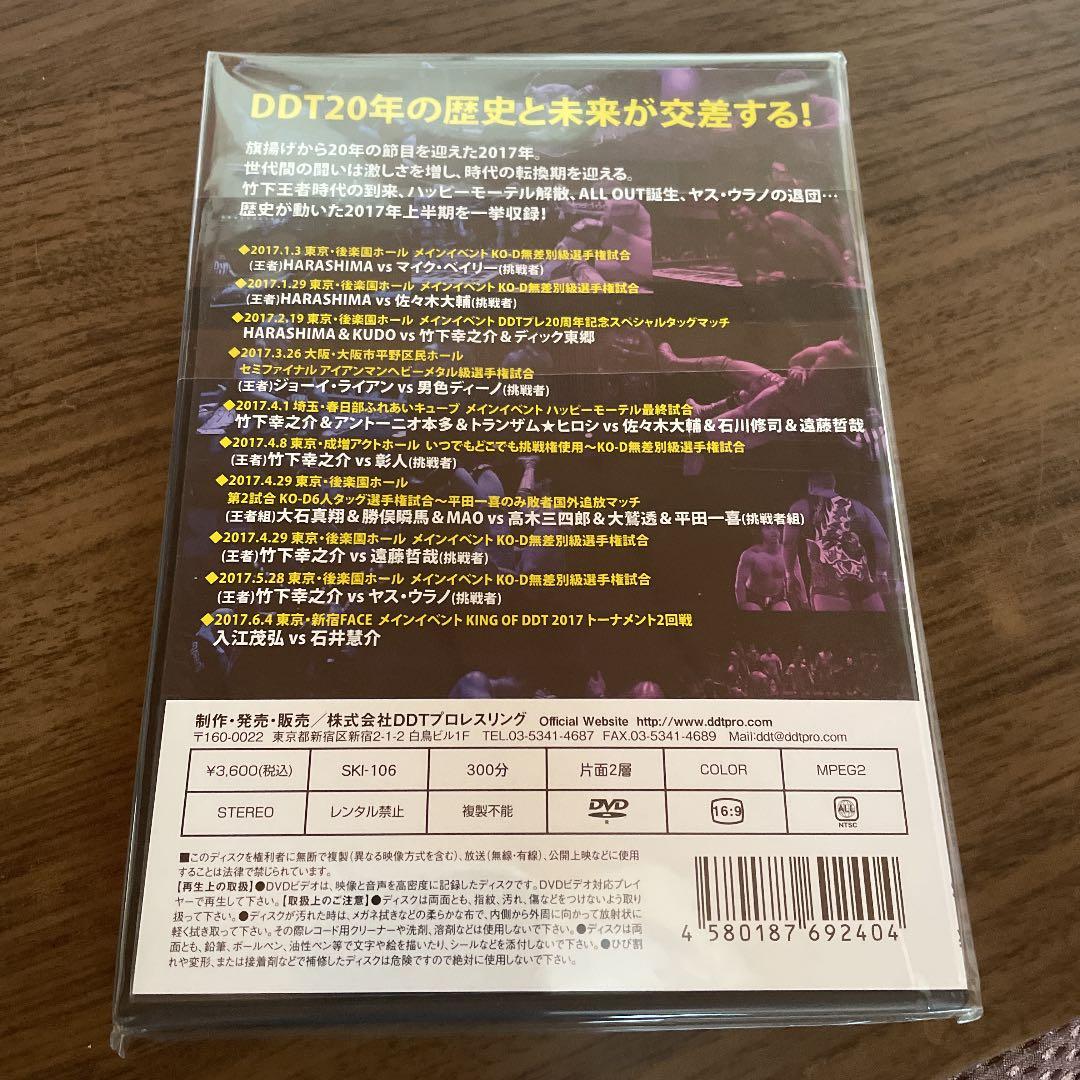 DDT20年の歴史と未来が交差する!
旗揚げから20年の節目を迎えた2017年。
世代間の闘いは激しさを増し、時代の転換期を迎える。
竹下王者時代の到来、ハッピーモーテル解散、ALL OUT誕生、ヤス・ウラノの退団…
歴史が動いた2017年上半期を一挙収録!
◆2017.1.3 東京・後楽園ホール メインイベント KO-D無差別級選手権試合
(王者)HARASHIMA vs マイク・ベイリー(挑戦者)
◆2017.1.29 東京・後楽園ホール メインイベント KO-D無差別級選手権試合
(王者)HARASHIMA vs 佐々木大輔(挑戦者)
◆2017.2.19 東京・後楽園ホール メインイベント DDTプレ20周年記念スペシャルタッグマッチ
HARASHIMA&KUDO vs 竹下幸之介&ディック東郷
◆2017.3.26 大阪・大阪市平野区民ホール
セミファイナル アイアンマンヘビーメタル級選手権試合
(王者)ジョーイ・ライアン vs 男色ディーノ(挑戦者)
◆2017.4.1 埼玉・春日部ふれあいキューブ メインイベント ハッピーモーテル最終試合
竹下幸之介&アントーニオ本多&トランザム★ヒロシ vs 佐々木大輔&石川修司&遠藤哲哉
◆2017.4.8 東京・成増アクトホール いつでもどこでも挑戦権使用〜KO-D無差別級選手権試合
(王者)竹下幸之介 vs 彰人(挑戦者)
◆2017.4.29 東京・後楽園ホール
第2試合 KO-D6人タッグ選手権試合〜平田一喜のみ敗者国外追放マッチ
(王者組)大石真翔&勝俣瞬馬&MAO vs 高木三四郎&大鷲透&平田一喜(挑戦者組)
◆2017.4.29 東京・後楽園ホール メインイベント KO-D無差別級選手権試合
(王者)竹下幸之介 vs 遠藤哲哉(挑戦者)
◆2017.5.28 東京・後楽園ホール メインイベント KO-D無差別級選手権試合
(王者)竹下幸之介 vs ヤス・ウラノ(挑戦者)
◆2017.6.4 東京・新宿FACE メインイベント KING OF DDT 2017 トーナメント2回戦
入江茂弘 vs 石井慧介
制作・発売・販売/株式会社DDTプロレスリング Official Website http://www.ddtpro.com
〒160-0022 東京都新宿区新宿2-1-2 白鳥ビル1F TEL.03-5341-4687 FAX.03-5341-4689 Mail:ddt@ddtpro.com
¥3,600(税込) SKI-106 300分 片面2層 COLOR MPEG2
STEREO レンタル禁止 複製不能 DVD R 16:9 ALL NTSC
■このディスクを権利者に無断で複製(異なる映像方式を含む)、放送(無線・有線)、公開上映などに使用
することは法律で禁じられています。
【再生上の取扱】●DVDビデオは、映像と音声を高密度に記録したディスクです。DVDビデオ対応プレイ
ヤーで再生して下さい。【取扱上のご注意】●ディスクは両面とも、指紋、汚れ、傷などをつけないよう取り
扱って下さい。●ディスクが汚れた時は、メガネ拭きなどの柔らかな布で、内側から外周に向かって放射状に
軽く拭き取って下さい。その際レコード用クリーナーや洗剤、溶剤などは使用しないで下さい。●ディスクは両
面とも、鉛筆、ボールペン、油性ペン等で文字や絵を描いたり、シールなどを添付しないで下さい。●ひび割
れや変形、または接着剤などで補修したディスクは危険ですので絶対に使用しないで下さい。
4 580187 692404